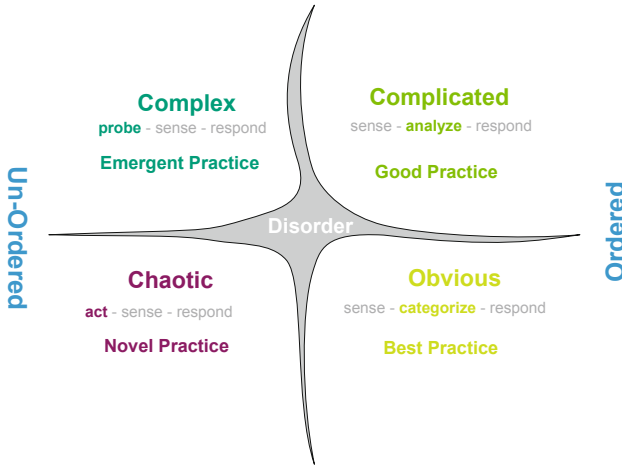 Complex
probe - sense - respond
Emergent Practice
Complicated
sense - analyze - respond
Good Practice
Un-Ordered
Disorder
Ordered
Chaotic
act - sense - respond
Novel Practice
Obvious
sense - categorize - respond
Best Practice